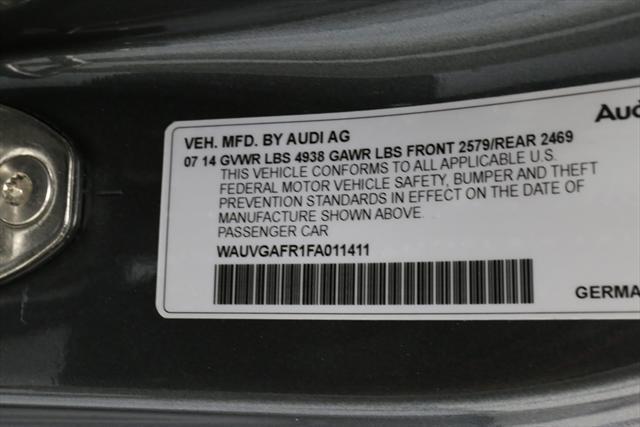 Aud
VEH. MFD. BY AUDI AG
07 14 GVWR LBS 4938 GAWR LBS FRONT 2579/REAR 2469
THIS VEHICLE CONFORMS TO ALL APPLICABLE U.S.
FEDERAL MOTOR VEHICLE SAFETY, BUMPER AND THEFT
PREVENTION STANDARDS IN EFFECT ON THE DATE OF
MANUFACTURE SHOWN ABOVE.
PASSENGER CAR
WAUVGAFR1FA011411
GERMA